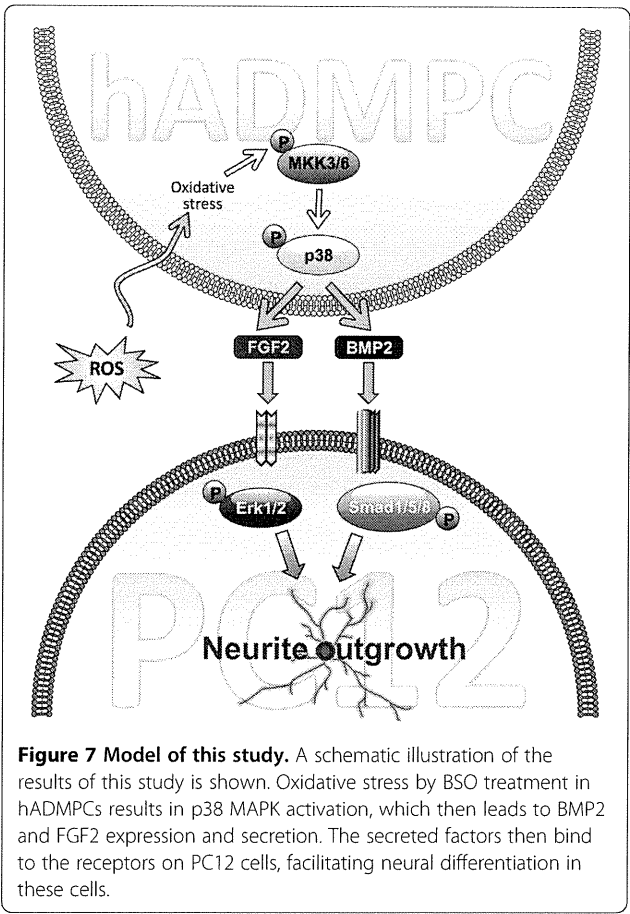 hADMPC
P
MKK3/6
Oxidative
stress
P
p38
ROS
FGF2
BMP2
P
Erk1/2
Smad1/5/8
P
PC12
Neurite outgrowth
Figure 7 Model of this study. A schematic illustration of the
results of this study is shown. Oxidative stress by BSO treatment in
hADMPCs results in p38 MAPK activation, which then leads to BMP2
and FGF2 expression and secretion. The secreted factors then bind
to the receptors on PC12 cells, facilitating neural differentiation in
these cells.